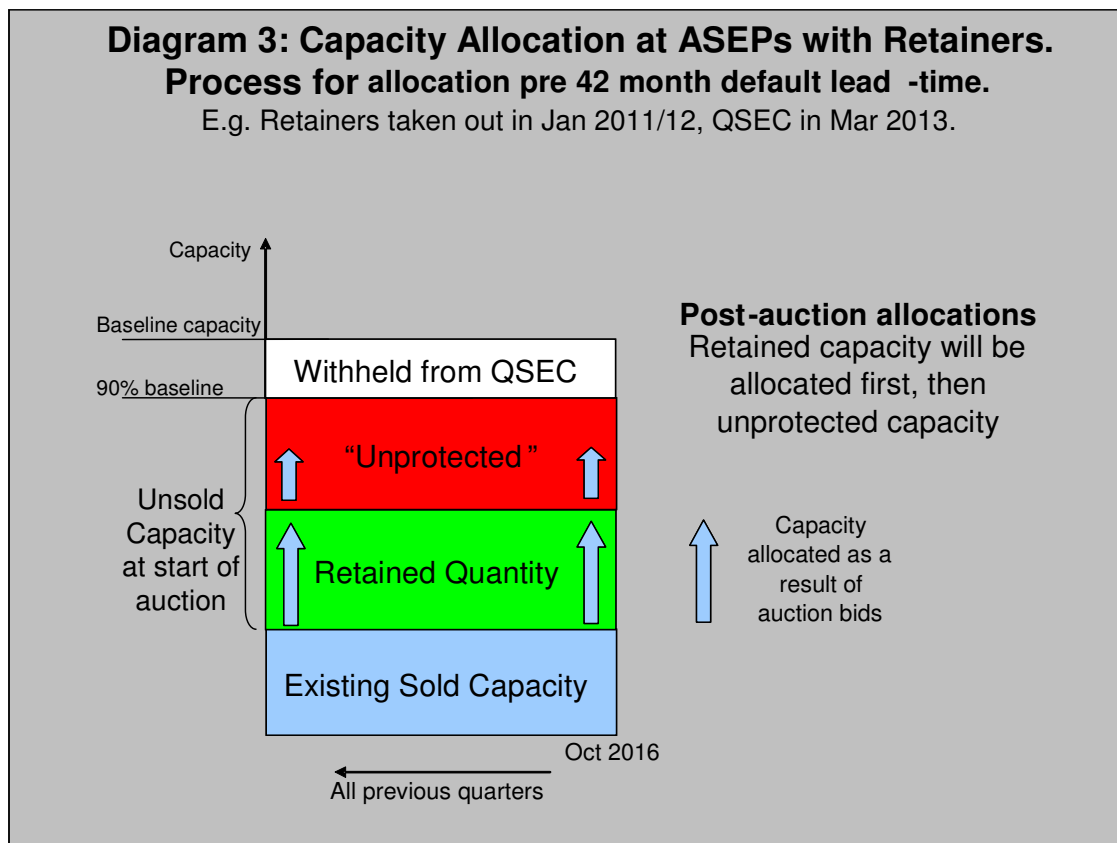 Diagram 3: Capacity Allocation at ASEPs with Retainers.
Process for allocation pre 42 month default lead -time.
E.g. Retainers taken out in Jan 2011/12, QSEC in Mar 2013.
Capacity
Baseline capacity
90% baseline
Withheld from QSEC
“Unprotected ”
Unsold
Capacity
at start of
auction
Retained Quantity
Existing Sold Capacity
Oct 2016
All previous quarters
Post-auction allocations
Retained capacity will be
allocated first, then
unprotected capacity
Capacity
allocated as a
result of
auction bids